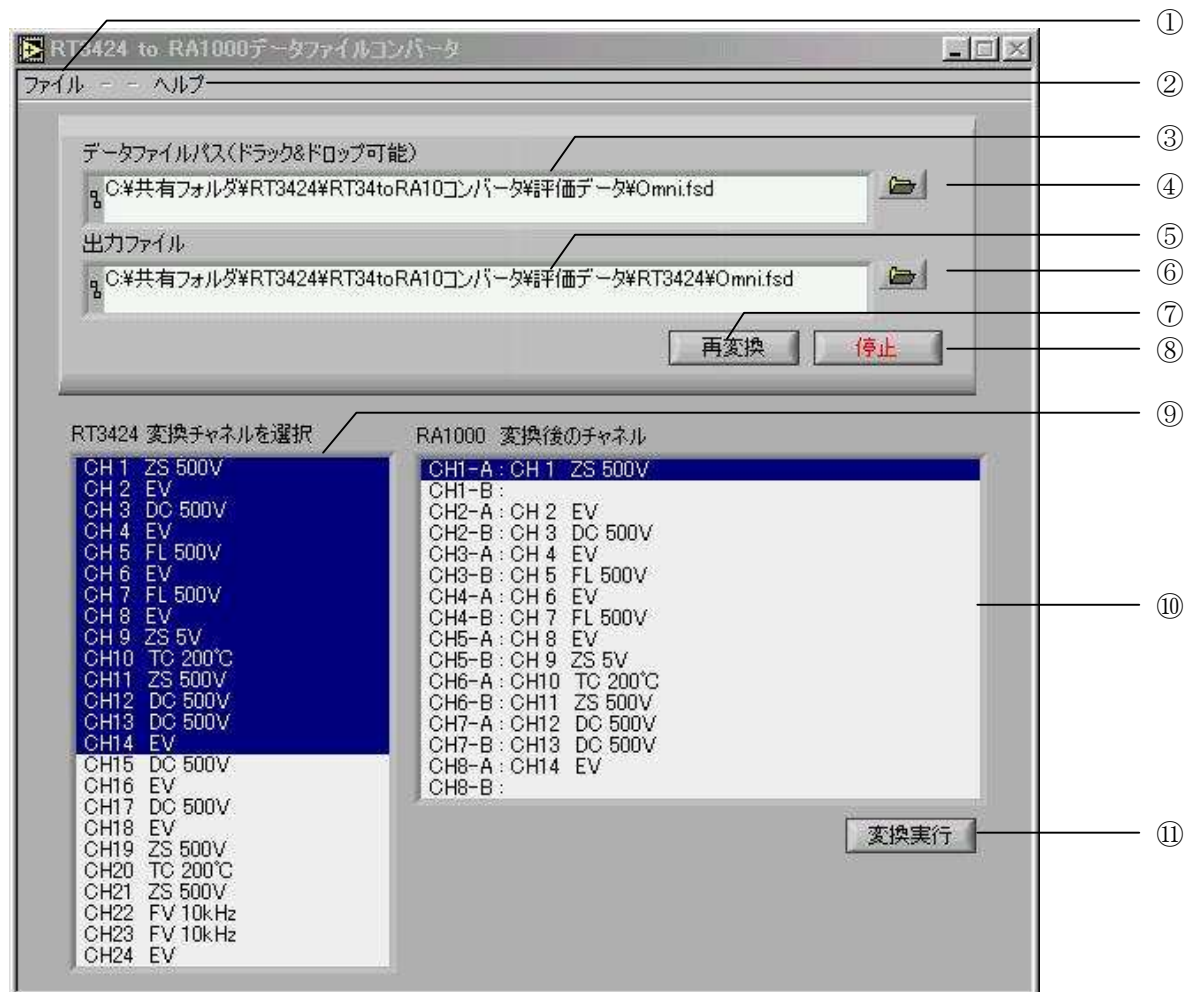 ①
RT3424 to RA1000データファイルコンバータ
ファイル - - ヘルプ
②
データファイルパス(ドラック&ドロップ可能)
③
C:¥共有フォルダ¥RT3424¥RT34toRA10コンバータ¥評価データ¥Omni.fsd
④
出力ファイル
⑤
C:¥共有フォルダ¥RT3424¥RT34toRA10コンバータ¥評価データ¥RT3424¥Omni.fsd
⑥
⑦
再変換
停止
⑧
⑨
RT3424 変換チャネルを選択
CH 1 ZS 500V
CH 2 EV
CH 3 DC 500V
CH 4 EV
CH 5 FL 500V
CH 6 EV
CH 7 FL 500V
CH 8 EV
CH 9 ZS 5V
CH10 TC 200℃
CH11 ZS 500V
CH12 DC 500V
CH13 DC 500V
CH14 EV
CH15 DC 500V
CH16 EV
CH17 DC 500V
CH18 EV
CH19 ZS 500V
CH20 TC 200℃
CH21 ZS 500V
CH22 FV 10kHz
CH23 FV 10kHz
CH24 EV
RA1000 変換後のチャネル
CH1-A : CH 1 ZS 500V
CH1-B :
CH2-A : CH 2 EV
CH2-B : CH 3 DC 500V
CH3-A : CH 4 EV
CH3-B : CH 5 FL 500V
CH4-A : CH 6 EV
CH4-B : CH 7 FL 500V
CH5-A : CH 8 EV
CH5-B : CH 9 ZS 5V
CH6-A : CH10 TC 200℃
CH6-B : CH11 ZS 500V
CH7-A : CH12 DC 500V
CH7-B : CH13 DC 500V
CH8-A : CH14 EV
CH8-B :
⑩
変換実行
⑪